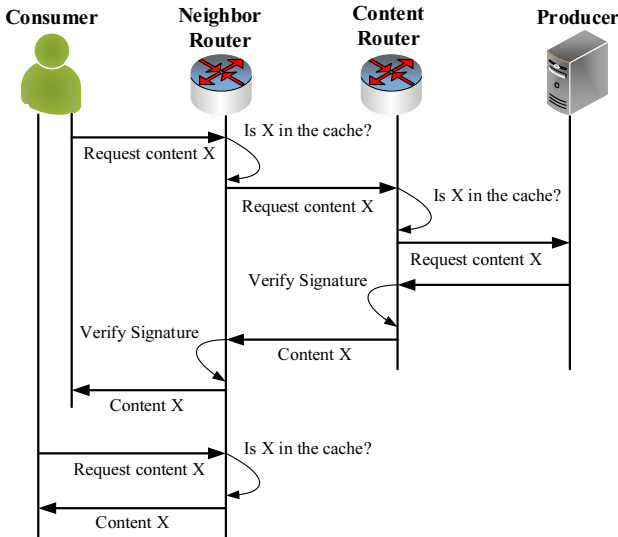 Consumer
Neighbor
Router
Content
Router
Producer
Is X in the cache?
Request content X
Is X in the cache?
Request content X
Request content X
Verify Signature
Verify Signature
Content X
Content X
Is X in the cache?
Request content X
Content X